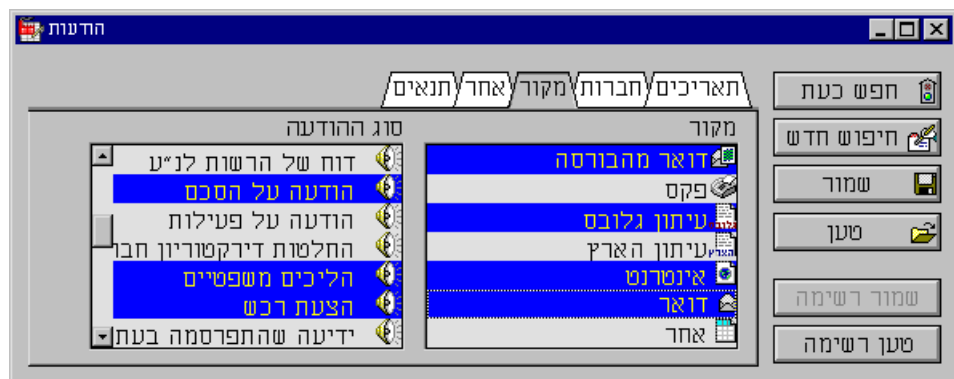 הודעות
תאריכים
חברות
מקור
אחר
תנאים
חפש כעת
חיפוש חדש
שמור
טען
שמור רשימה
טען רשימה
מקור
דואר מהבורסה
פקס
גלובס עיתון גלובס
הארץ עיתון הארץ
אינטרנט
דואר
אחר
סוג ההודעה
דוח של הרשות לנ״ע
הודעה על הסכם
הודעה על פעילות
החלטות דירקטוריון חבר
הליכים משפטיים
הצעת רכש
ידיעה שהתפרסמה בעת